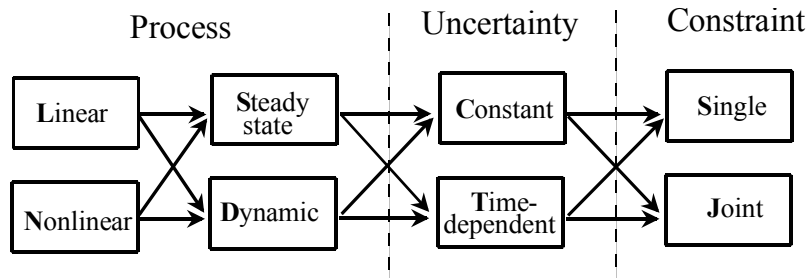 Process
Uncertainty
Constraint
Linear
Steady
state
Constant
Single
Nonlinear
Dynamic
Time-
dependent
Joint